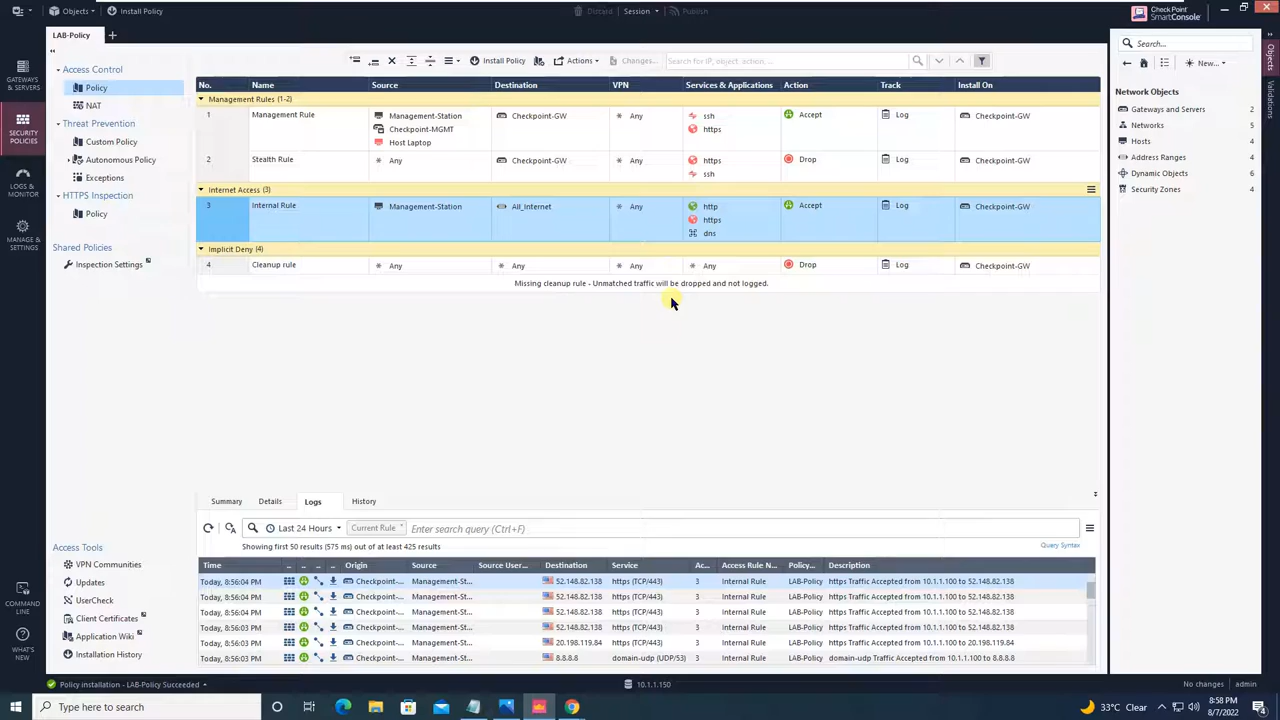 Objects
Install Policy
Discard
Session
Publish
Check Point
SmartConsole
LAB-Policy
GATEWAYS & SERVERS
SECURITY POLICIES
LOGS & MONITOR
MANAGE & SETTINGS
COMMAND LINE
WHAT'S NEW
Access Control
Policy
NAT
Threat Prevention
Custom Policy
Autonomous Policy
Exceptions
HTTPS Inspection
Policy
Shared Policies
Inspection Settings
Access Tools
VPN Communities
Updates
UserCheck
Client Certificates
Application Wiki
Installation History
Install Policy
Actions
Changes...
Search for IP, object, action, ...
No. Name Source Destination VPN Services & Applications Action Track Install On
Management Rules (1-2)
1 Management Rule Management-Station Checkpoint-GW Any ssh Accept Log Checkpoint-GW
Checkpoint-MGMT https
Host Laptop
2 Stealth Rule Any Checkpoint-GW Any https Drop Log Checkpoint-GW
ssh
Internet Access (3)
3 Internal Rule Management-Station All_Internet Any http Accept Log Checkpoint-GW
https
dns
Implicit Deny (4)
4 Cleanup rule Any Any Any Any Drop Log Checkpoint-GW
Missing cleanup rule - Unmatched traffic will be dropped and not logged.
Summary Details Logs History
Last 24 Hours Current Rule Enter search query (Ctrl+F)
Showing first 50 results (575 ms) out of at least 425 results
Query Syntax
Time .. .. .. .. Origin Source Source User... Destination Service Ac... Access Rule N... Policy... Description
Today, 8:56:04 PM Checkpoint-... Management-St... 52.148.82.138 https (TCP/443) 3 Internal Rule LAB-Policy https Traffic Accepted from 10.1.1.100 to 52.148.82.138
Today, 8:56:04 PM Checkpoint-... Management-St... 52.148.82.138 https (TCP/443) 3 Internal Rule LAB-Policy https Traffic Accepted from 10.1.1.100 to 52.148.82.138
Today, 8:56:04 PM Checkpoint-... Management-St... 52.148.82.138 https (TCP/443) 3 Internal Rule LAB-Policy https Traffic Accepted from 10.1.1.100 to 52.148.82.138
Today, 8:56:03 PM Checkpoint-... Management-St... 52.148.82.138 https (TCP/443) 3 Internal Rule LAB-Policy https Traffic Accepted from 10.1.1.100 to 52.148.82.138
Today, 8:56:03 PM Checkpoint-... Management-St... 20.198.119.84 https (TCP/443) 3 Internal Rule LAB-Policy https Traffic Accepted from 10.1.1.100 to 20.198.119.84
Today, 8:56:03 PM Checkpoint-... Management-St... 8.8.8.8 domain-udp (UDP/53) 3 Internal Rule LAB-Policy domain-udp Traffic Accepted from 10.1.1.100 to 8.8.8.8
Search...
New...
Network Objects
Gateways and Servers 2
Networks 5
Hosts 4
Address Ranges 4
Dynamic Objects 6
Security Zones 4
Objects
Validations
Policy installation - LAB-Policy Succeeded
10.1.1.150
No changes
admin
Type here to search
33°C Clear
8:58 PM
8/7/2022
4